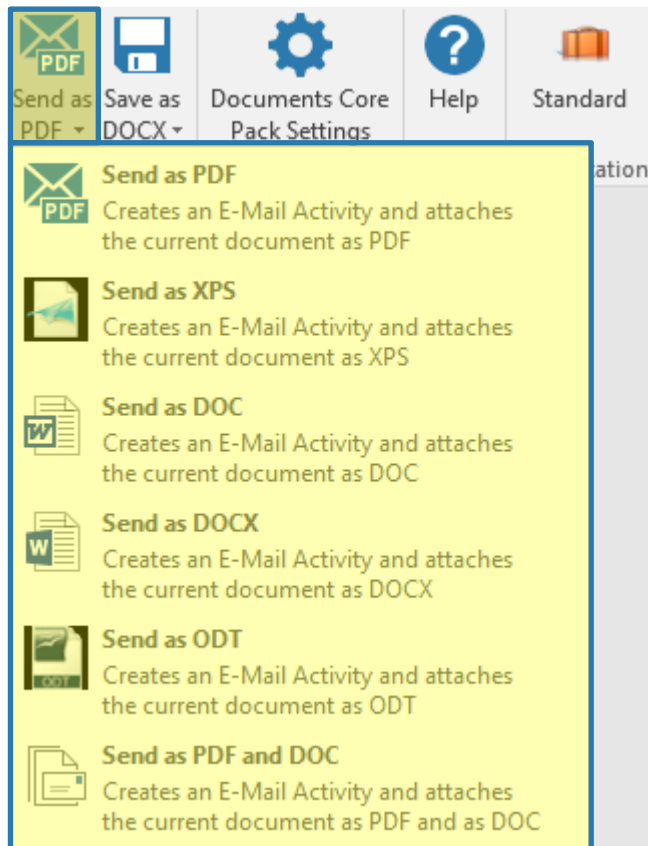 PDF
Send as
PDF
Save as
DOCX
Documents Core
Pack Settings
Help
Standard
ation
PDF
Send as PDF
Creates an E-Mail Activity and attaches
the current document as PDF
Send as XPS
Creates an E-Mail Activity and attaches
the current document as XPS
W
Send as DOC
Creates an E-Mail Activity and attaches
the current document as DOC
W
Send as DOCX
Creates an E-Mail Activity and attaches
the current document as DOCX
ODT
Send as ODT
Creates an E-Mail Activity and attaches
the current document as ODT
Send as PDF and DOC
Creates an E-Mail Activity and attaches
the current document as PDF and as DOC